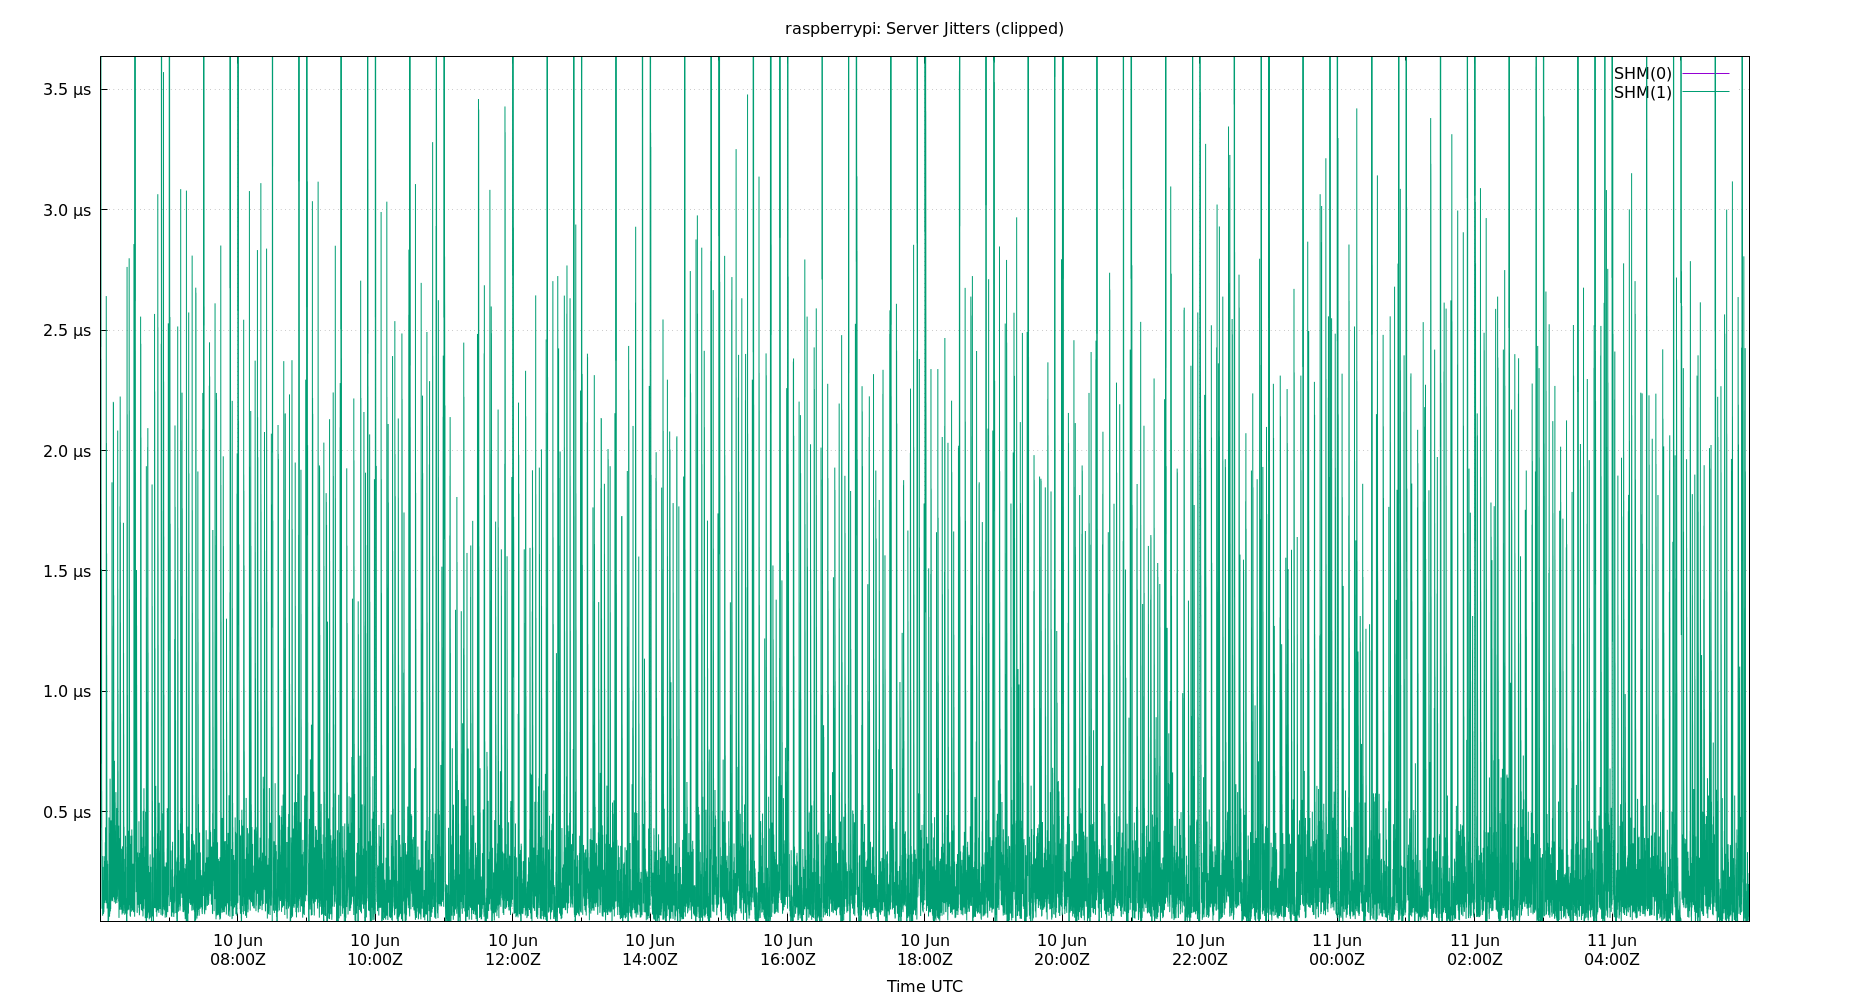 raspberrypi: Server Jitters (clipped)
SHM(0)
SHM(1)
3.5 µs
3.0 µs
2.5 µs
2.0 µs
1.5 µs
1.0 µs
0.5 µs
10 Jun 10 Jun 10 Jun 10 Jun 10 Jun 10 Jun 10 Jun 10 Jun 11 Jun 11 Jun 11 Jun
08:00Z 10:00Z 12:00Z 14:00Z 16:00Z 18:00Z 20:00Z 22:00Z 00:00Z 02:00Z 04:00Z
Time UTC